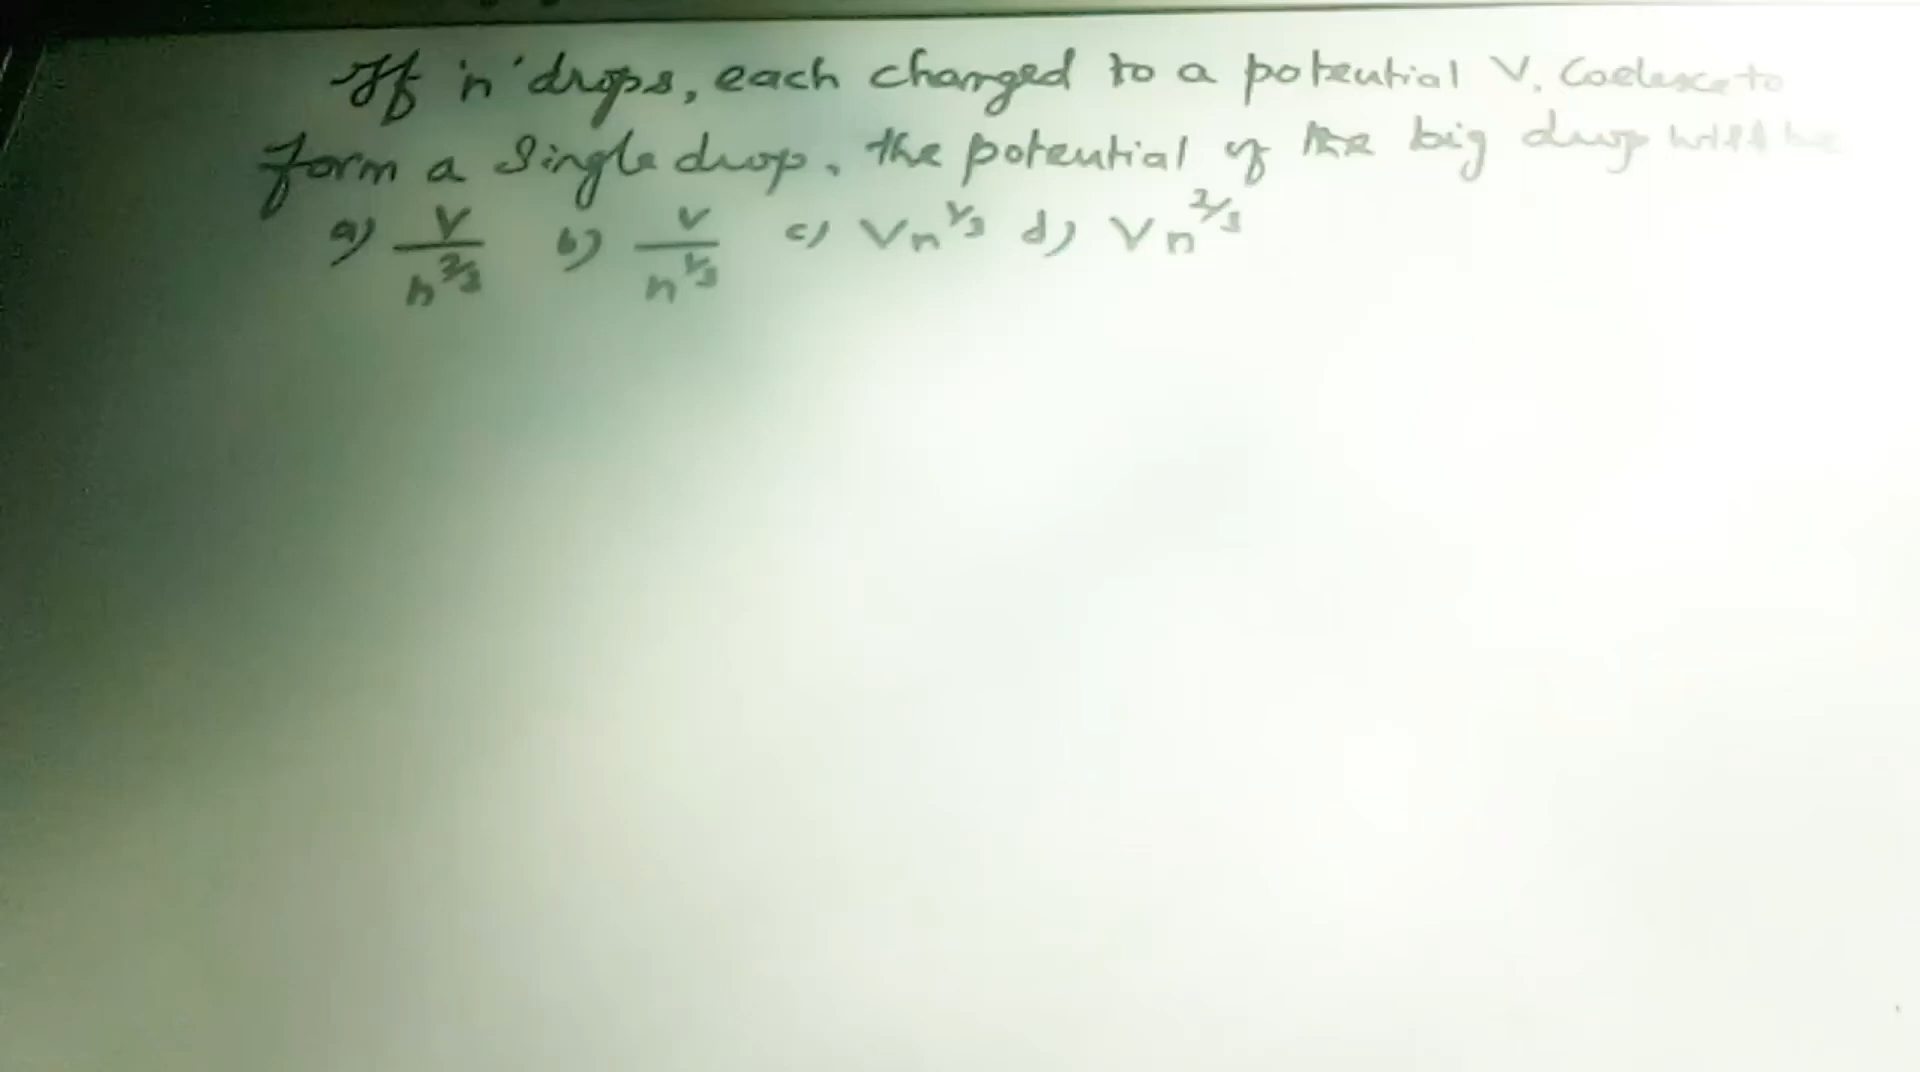 If 'n' drops, each charged to a potential V, Coelesce to
form a Single drop, the potential of the big drop will be
a) V/n^2/3 b) V/n^1/3 c) Vn^1/3 d) Vn^2/3